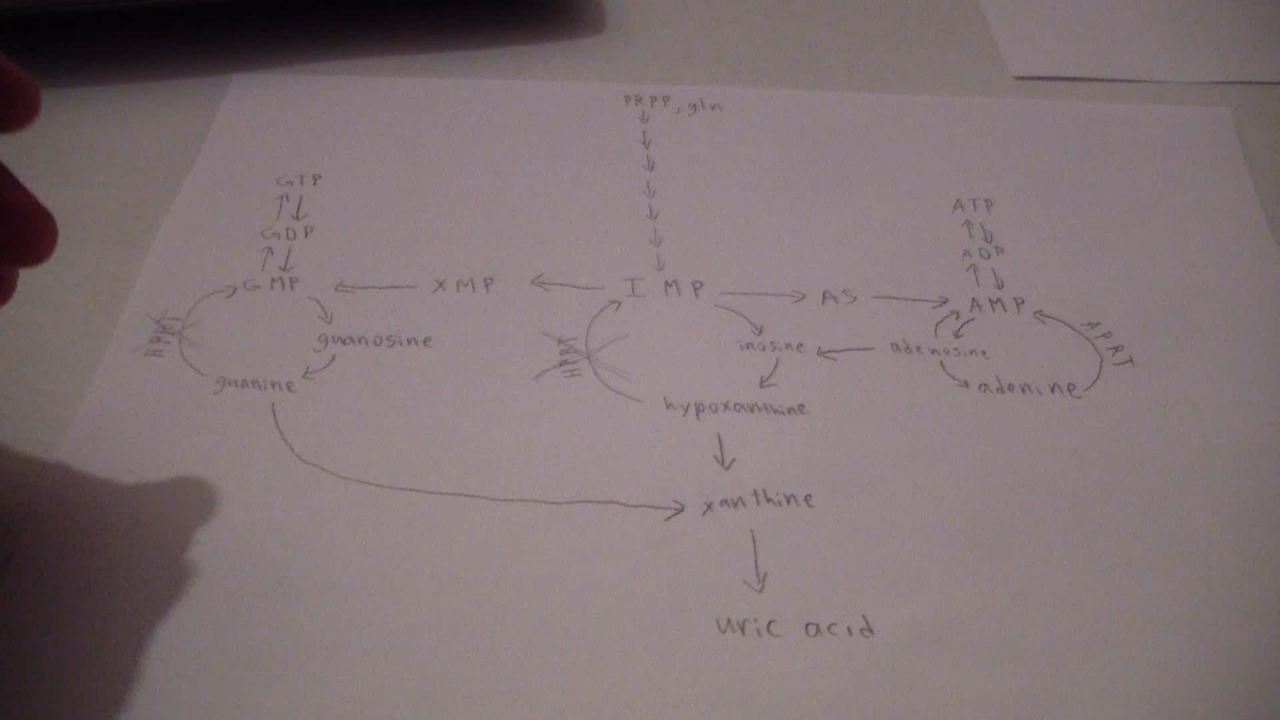 PRPP, gln
GTP
GDP
GMP
XMP
IMP
AS
ATP
ADP
AMP
guanosine
guanine
HPRT
inosine
hypoxanthine
adenosine
adenine
APRT
xanthine
uric acid